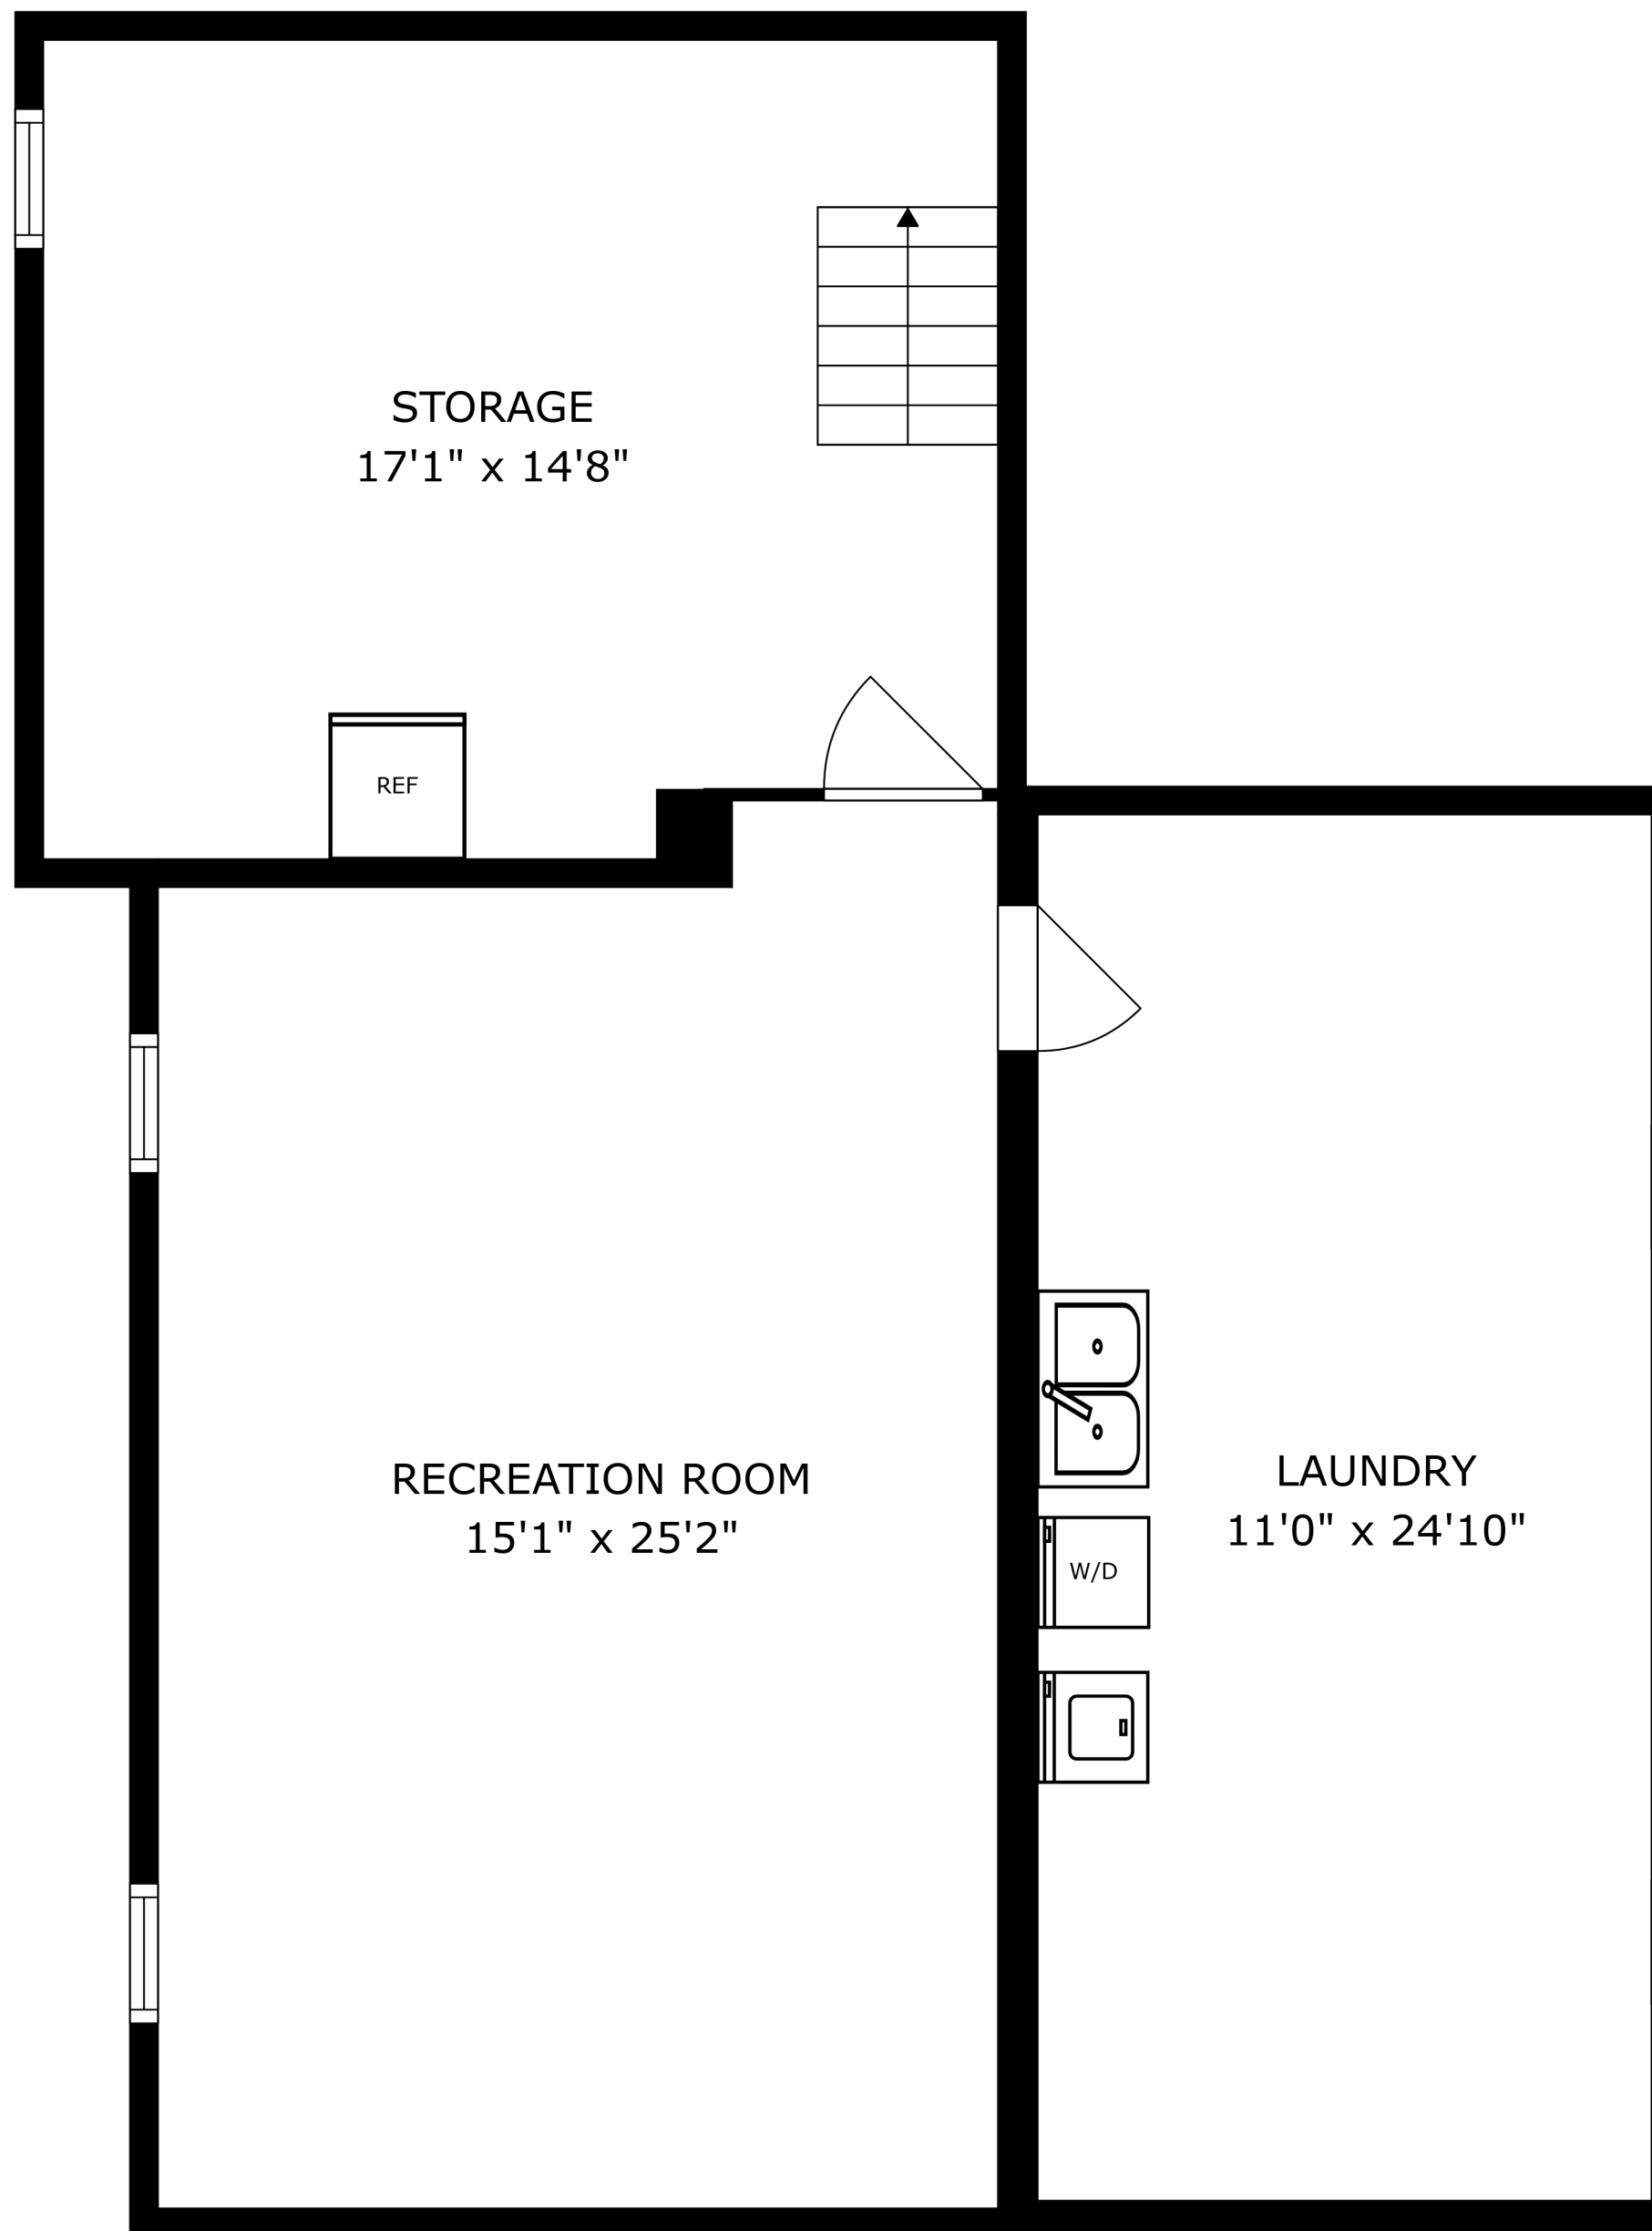 STORAGE
17'1" x 14'8"
REF
RECREATION ROOM
15'1" x 25'2"
LAUNDRY
11'0" x 24'10"
W/D